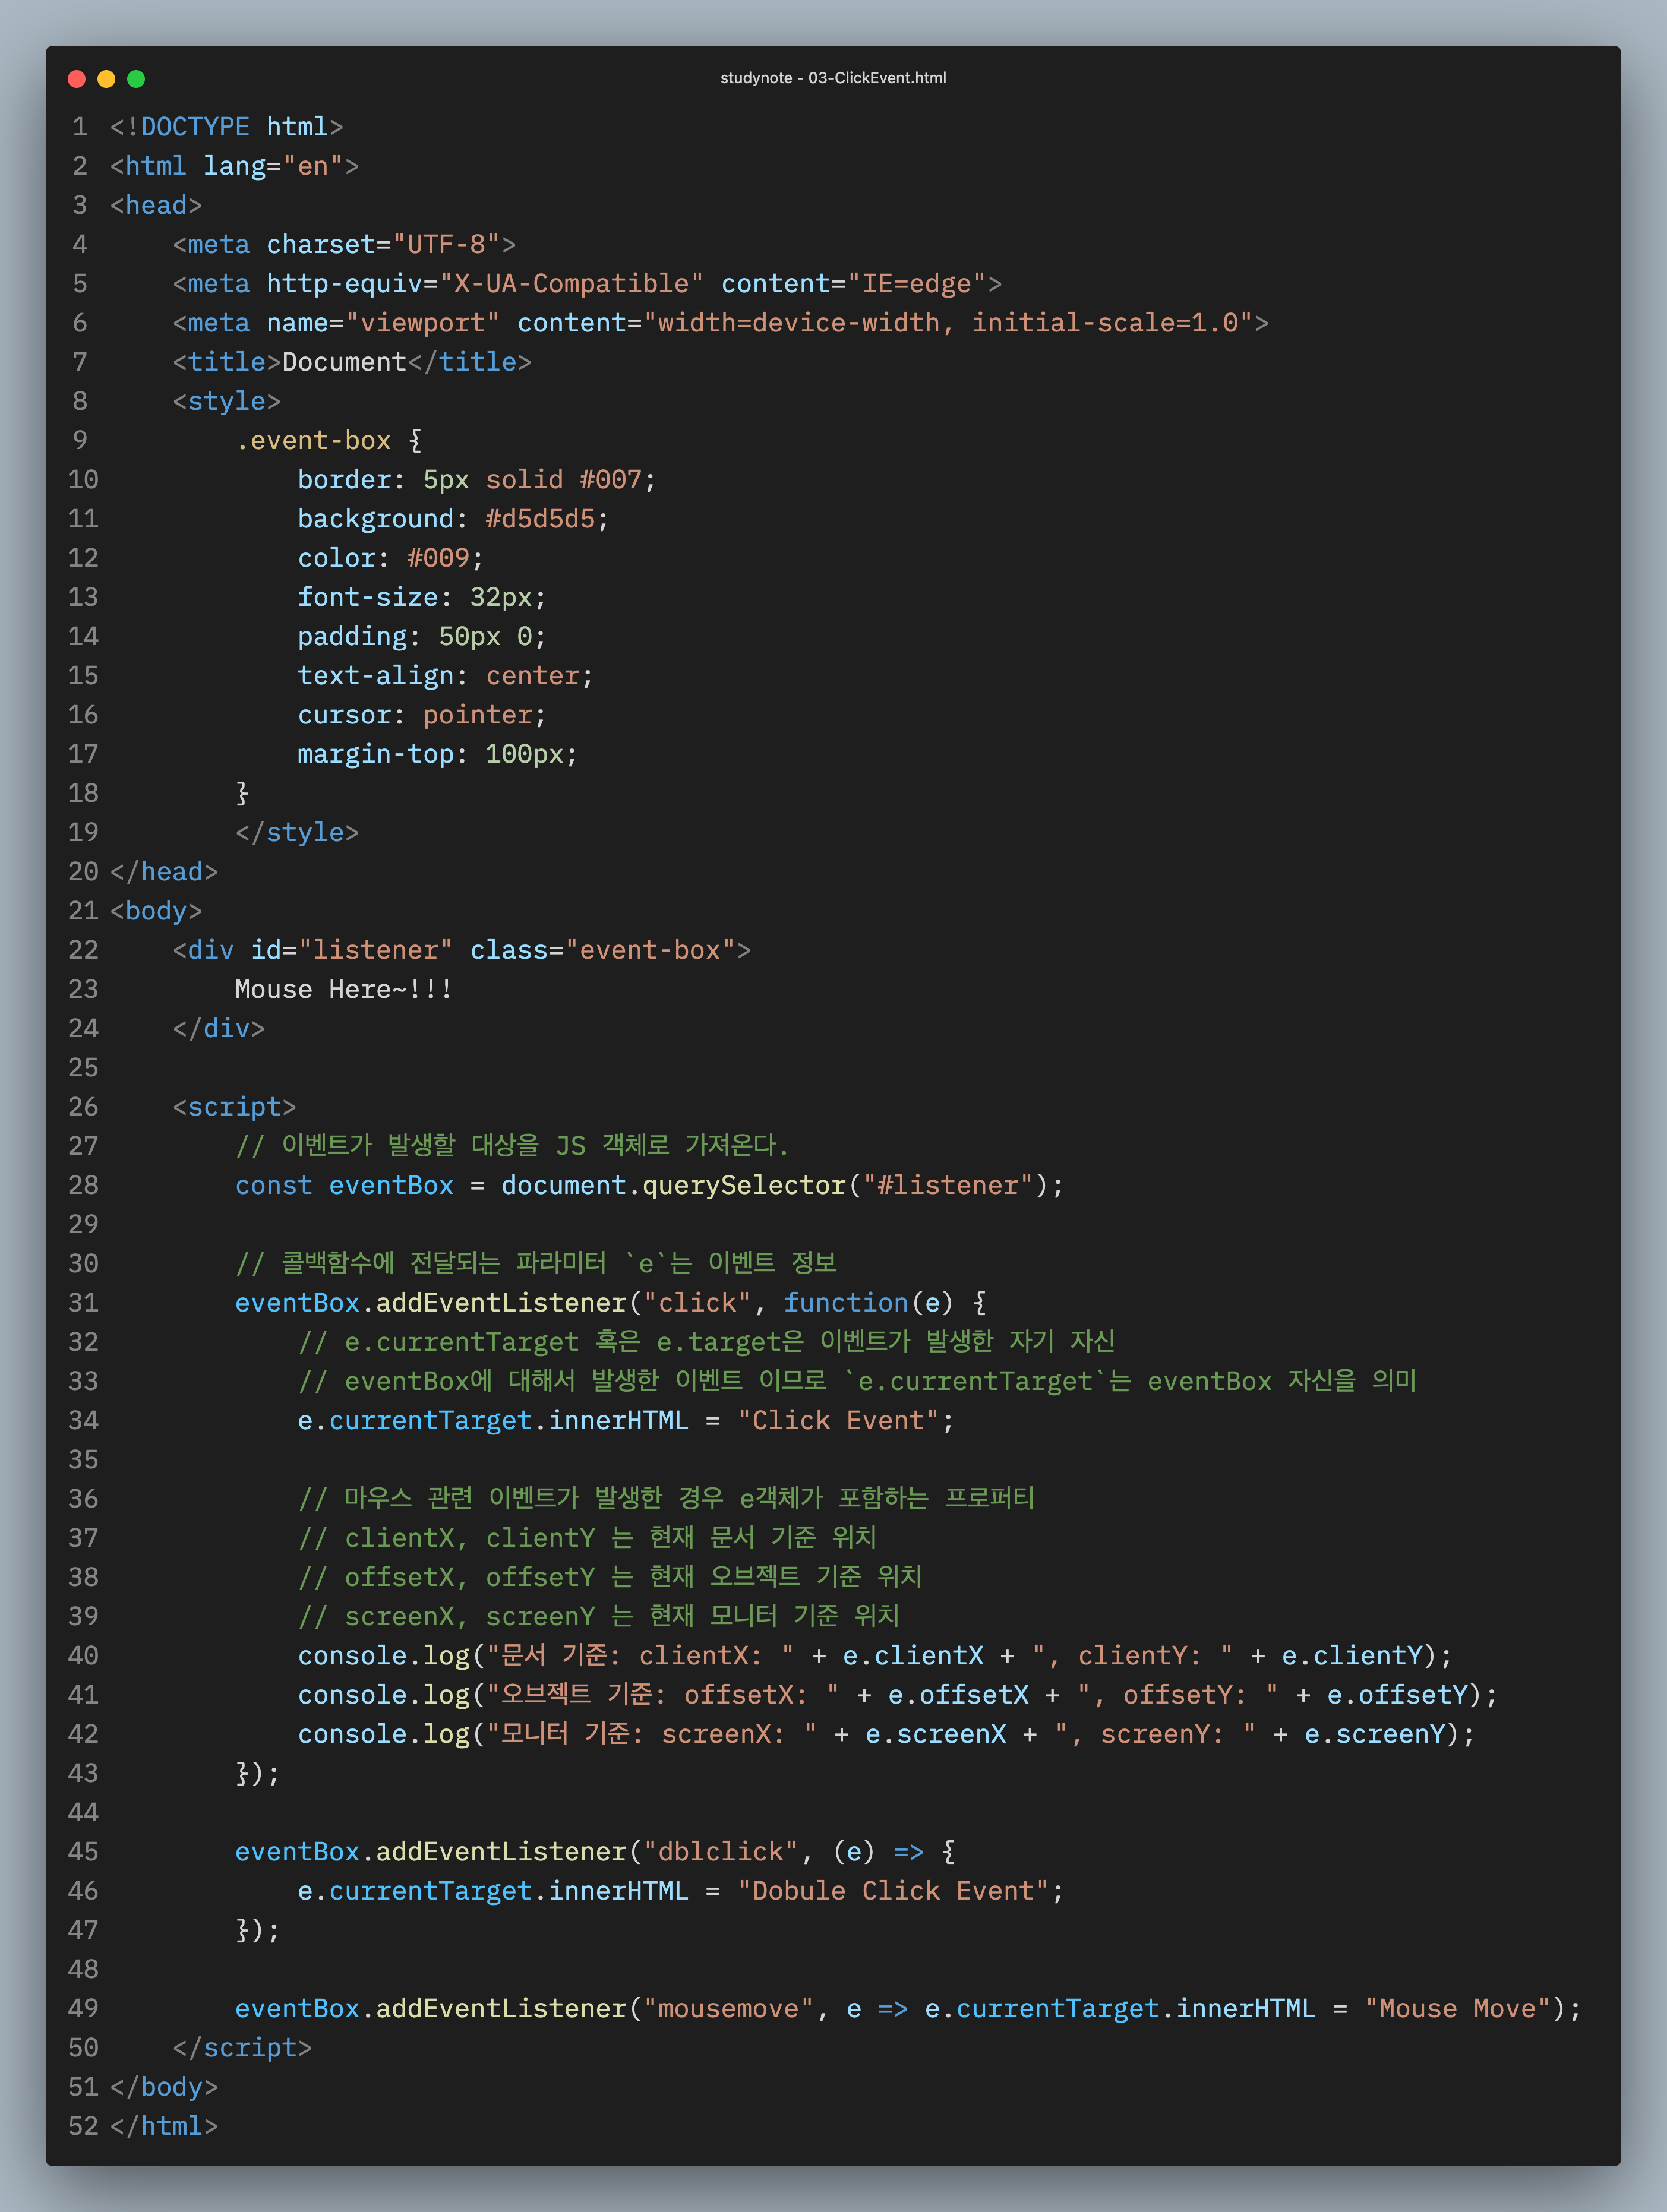 studynote - 03-ClickEvent.html
1 <!DOCTYPE html>
2 <html lang="en">
3 <head>
4     <meta charset="UTF-8">
5     <meta http-equiv="X-UA-Compatible" content="IE=edge">
6     <meta name="viewport" content="width=device-width, initial-scale=1.0">
7     <title>Document</title>
8     <style>
9         .event-box {
10             border: 5px solid #007;
11             background: #d5d5d5;
12             color: #009;
13             font-size: 32px;
14             padding: 50px 0;
15             text-align: center;
16             cursor: pointer;
17             margin-top: 100px;
18         }
19         </style>
20 </head>
21 <body>
22     <div id="listener" class="event-box">
23         Mouse Here~!!!
24     </div>
25
26     <script>
27         // 이벤트가 발생할 대상을 JS 객체로 가져온다.
28         const eventBox = document.querySelector("#listener");
29
30         // 콜백함수에 전달되는 파라미터 `e`는 이벤트 정보
31         eventBox.addEventListener("click", function(e) {
32             // e.currentTarget 혹은 e.target은 이벤트가 발생한 자기 자신
33             // eventBox에 대해서 발생한 이벤트 이므로 `e.currentTarget`는 eventBox 자신을 의미
34             e.currentTarget.innerHTML = "Click Event";
35
36             // 마우스 관련 이벤트가 발생한 경우 e객체가 포함하는 프로퍼티
37             // clientX, clientY 는 현재 문서 기준 위치
38             // offsetX, offsetY 는 현재 오브젝트 기준 위치
39             // screenX, screenY 는 현재 모니터 기준 위치
40             console.log("문서 기준: clientX: " + e.clientX + ", clientY: " + e.clientY);
41             console.log("오브젝트 기준: offsetX: " + e.offsetX + ", offsetY: " + e.offsetY);
42             console.log("모니터 기준: screenX: " + e.screenX + ", screenY: " + e.screenY);
43         });
44
45         eventBox.addEventListener("dblclick", (e) => {
46             e.currentTarget.innerHTML = "Dobule Click Event";
47         });
48
49         eventBox.addEventListener("mousemove", e => e.currentTarget.innerHTML = "Mouse Move");
50     </script>
51 </body>
52 </html>